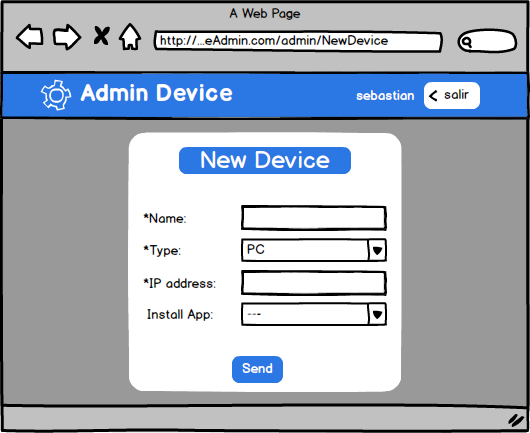 A Web Page
http://...eAdmin.com/admin/NewDevice
Admin Device
sebastian
salir
New Device
*Name:
*Type:
PC
*IP address:
Install App:
---
Send